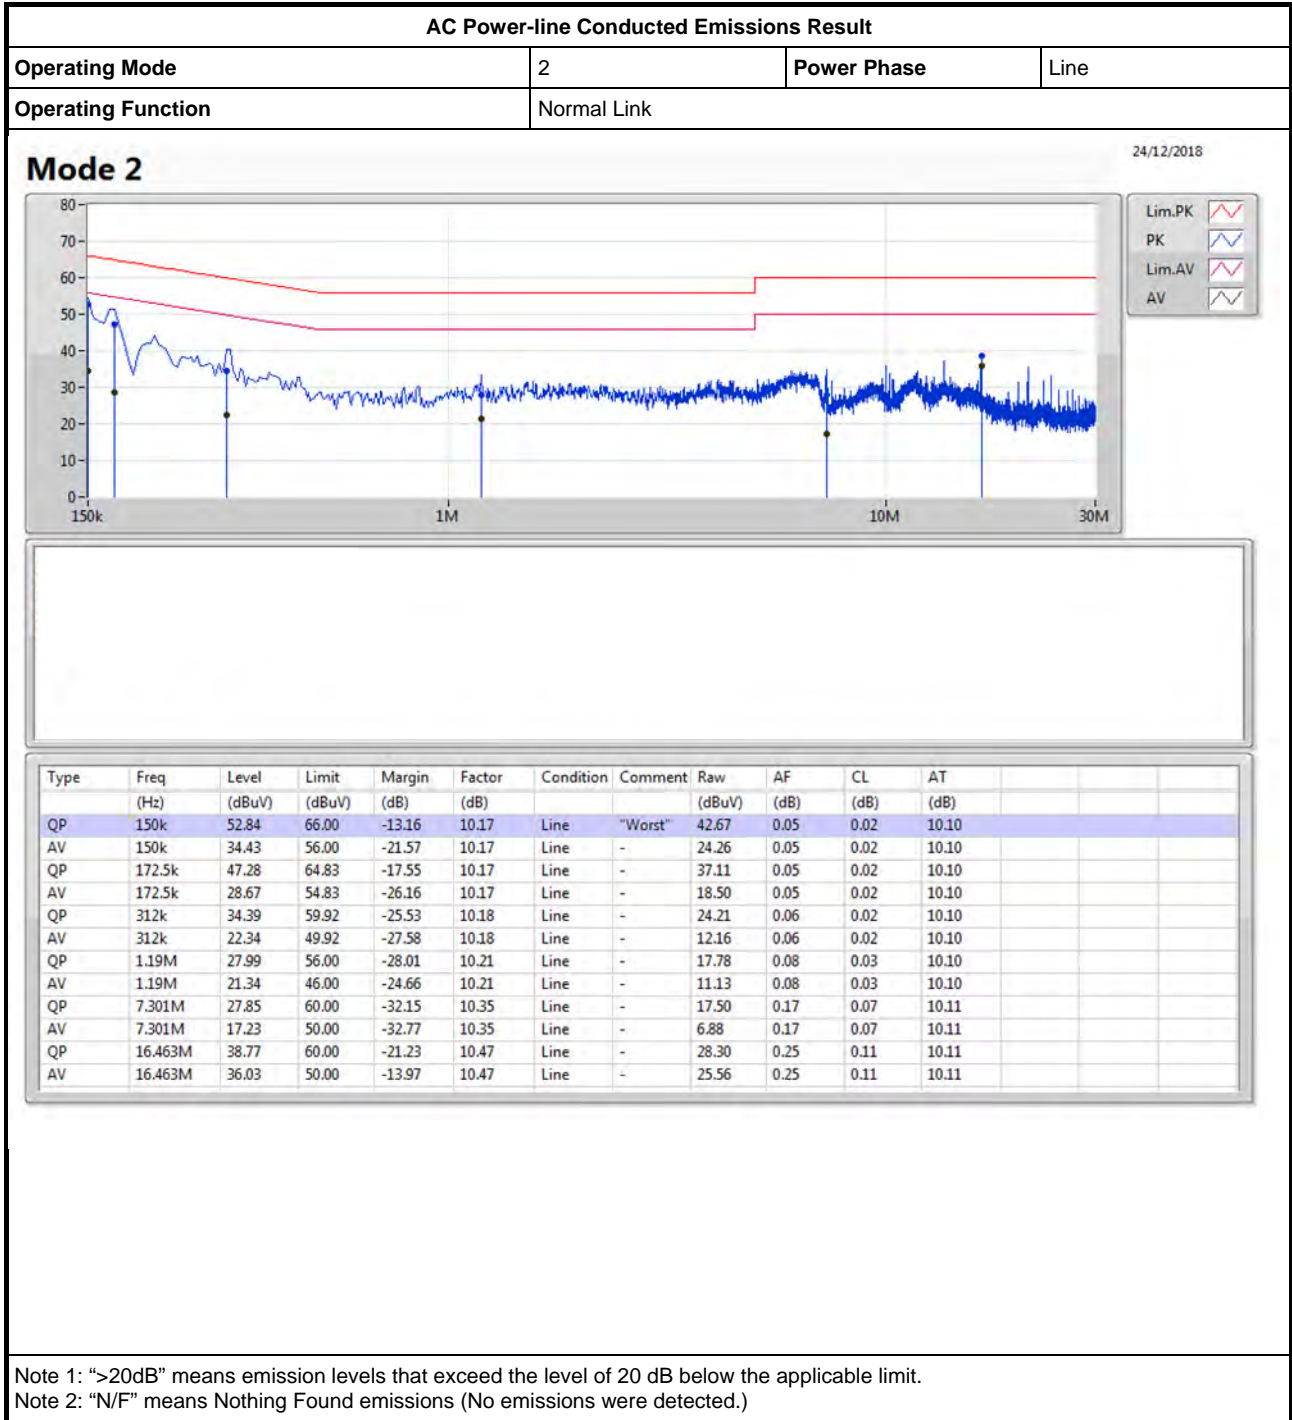 AC Power-line Conducted Emissions Result
Operating Mode 2 Power Phase Line
Operating Function Normal Link
24/12/2018
Mode 2
80
70
60
50
40
30
20
10
0
150k 1M 10M 30M
Lim.PK
PK
Lim.AV
AV
Type Freq Level Limit Margin Factor Condition Comment Raw AF CL AT
(Hz) (dBuV) (dBuV) (dB) (dB) (dBuV) (dB) (dB) (dB)
QP 150k 52.84 66.00 -13.16 10.17 Line "Worst" 42.67 0.05 0.02 10.10
AV 150k 34.43 56.00 -21.57 10.17 Line - 24.26 0.05 0.02 10.10
QP 172.5k 47.28 64.83 -17.55 10.17 Line - 37.11 0.05 0.02 10.10
AV 172.5k 28.67 54.83 -26.16 10.17 Line - 18.50 0.05 0.02 10.10
QP 312k 34.39 59.92 -25.53 10.18 Line - 24.21 0.06 0.02 10.10
AV 312k 22.34 49.92 -27.58 10.18 Line - 12.16 0.06 0.02 10.10
QP 1.19M 27.99 56.00 -28.01 10.21 Line - 17.78 0.08 0.03 10.10
AV 1.19M 21.34 46.00 -24.66 10.21 Line - 11.13 0.08 0.03 10.10
QP 7.301M 27.85 60.00 -32.15 10.35 Line - 17.50 0.17 0.07 10.11
AV 7.301M 17.23 50.00 -32.77 10.35 Line - 6.88 0.17 0.07 10.11
QP 16.463M 38.77 60.00 -21.23 10.47 Line - 28.30 0.25 0.11 10.11
AV 16.463M 36.03 50.00 -13.97 10.47 Line - 25.56 0.25 0.11 10.11
Note 1: “>20dB” means emission levels that exceed the level of 20 dB below the applicable limit.
Note 2: “N/F” means Nothing Found emissions (No emissions were detected.)